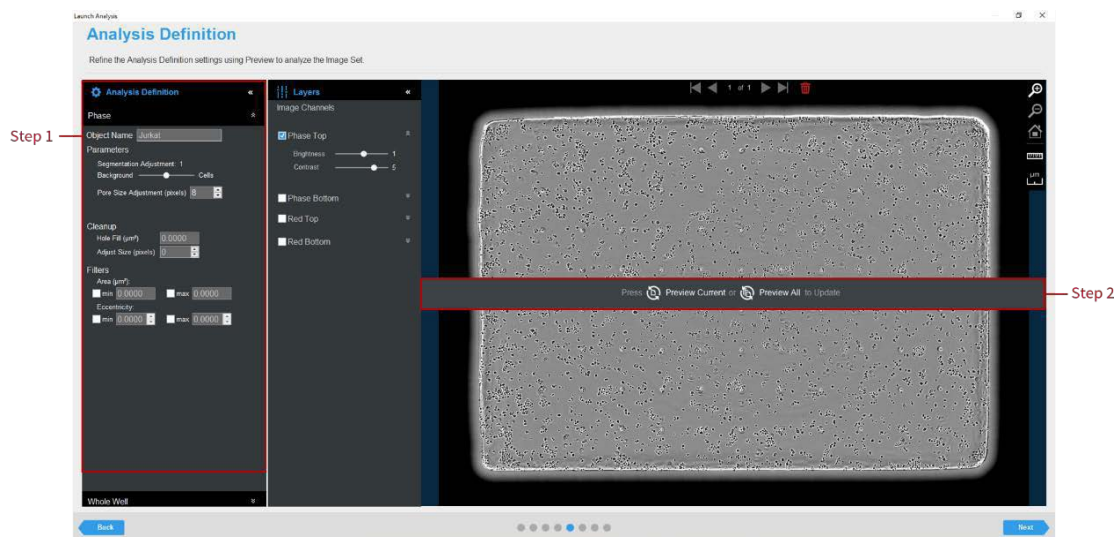 Launch Analysis
Analysis Definition
Refine the Analysis Definition settings using Preview to analyze the Image Set.
Analysis Definition
Phase
Step 1
Object Name Jurkat
Parameters
Segmentation Adjustment: 1
Background Cells
Pore Size Adjustment (pixels) 8
Cleanup
Hole Fill (µm²) 0.0000
Adjust Size (pixels) 0
Filters
Area (µm²):
min 0.0000 max 0.0000
Eccentricity:
min 0.0000 max 0.0000
Whole Well
Layers
Image Channels
Phase Top
Brightness 1
Contrast 5
Phase Bottom
Red Top
Red Bottom
1 of 1
µm
Press Preview Current or Preview All to Update
Step 2
Back
Next